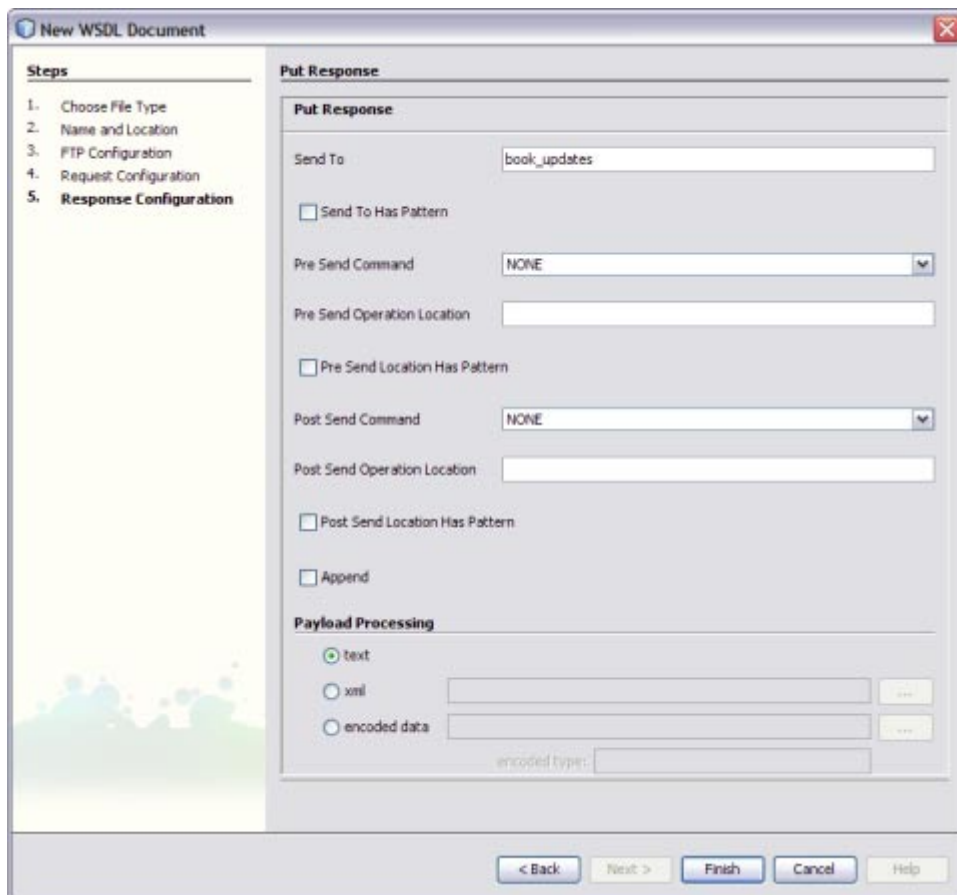 New WSDL Document
Steps
1. Choose File Type
2. Name and Location
3. FTP Configuration
4. Request Configuration
5. Response Configuration
Put Response
Put Response
Send To book_updates
Send To Has Pattern
Pre Send Command NONE
Pre Send Operation Location
Pre Send Location Has Pattern
Post Send Command NONE
Post Send Operation Location
Post Send Location Has Pattern
Append
Payload Processing
text
xml ...
encoded data ...
encoded type:
< Back Next > Finish Cancel Help